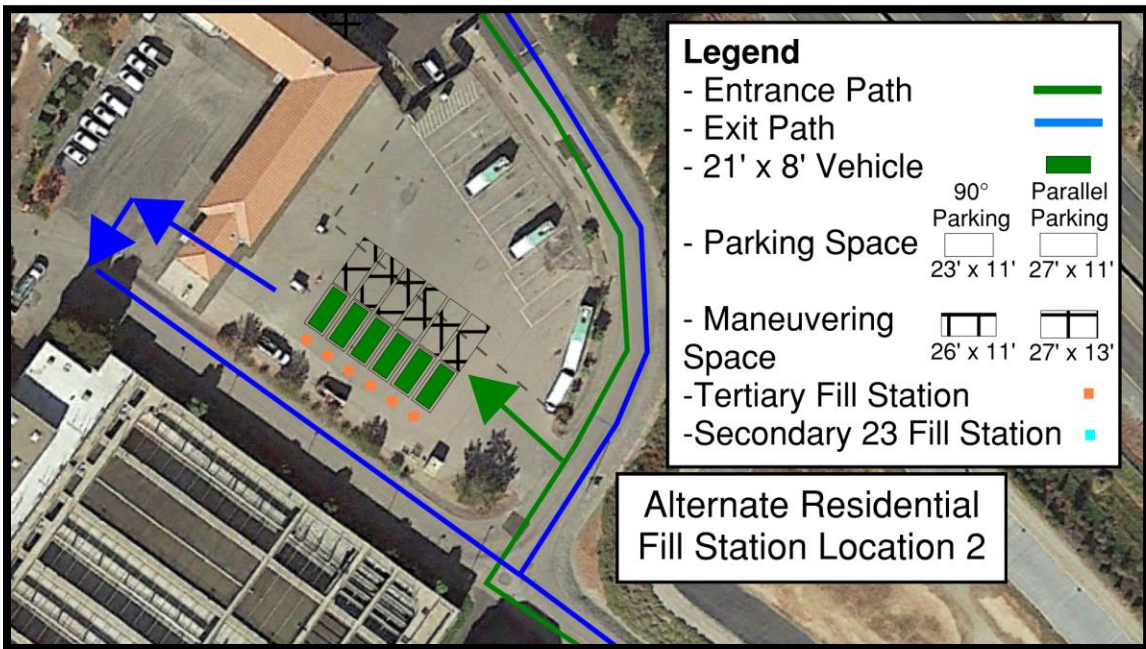 Legend
- Entrance Path
- Exit Path
- 21' x 8' Vehicle
90° Parallel
Parking Parking
- Parking Space
23' x 11' 27' x 11'
- Maneuvering
Space
26' x 11' 27' x 13'
-Tertiary Fill Station
-Secondary 23 Fill Station
Alternate Residential
Fill Station Location 2